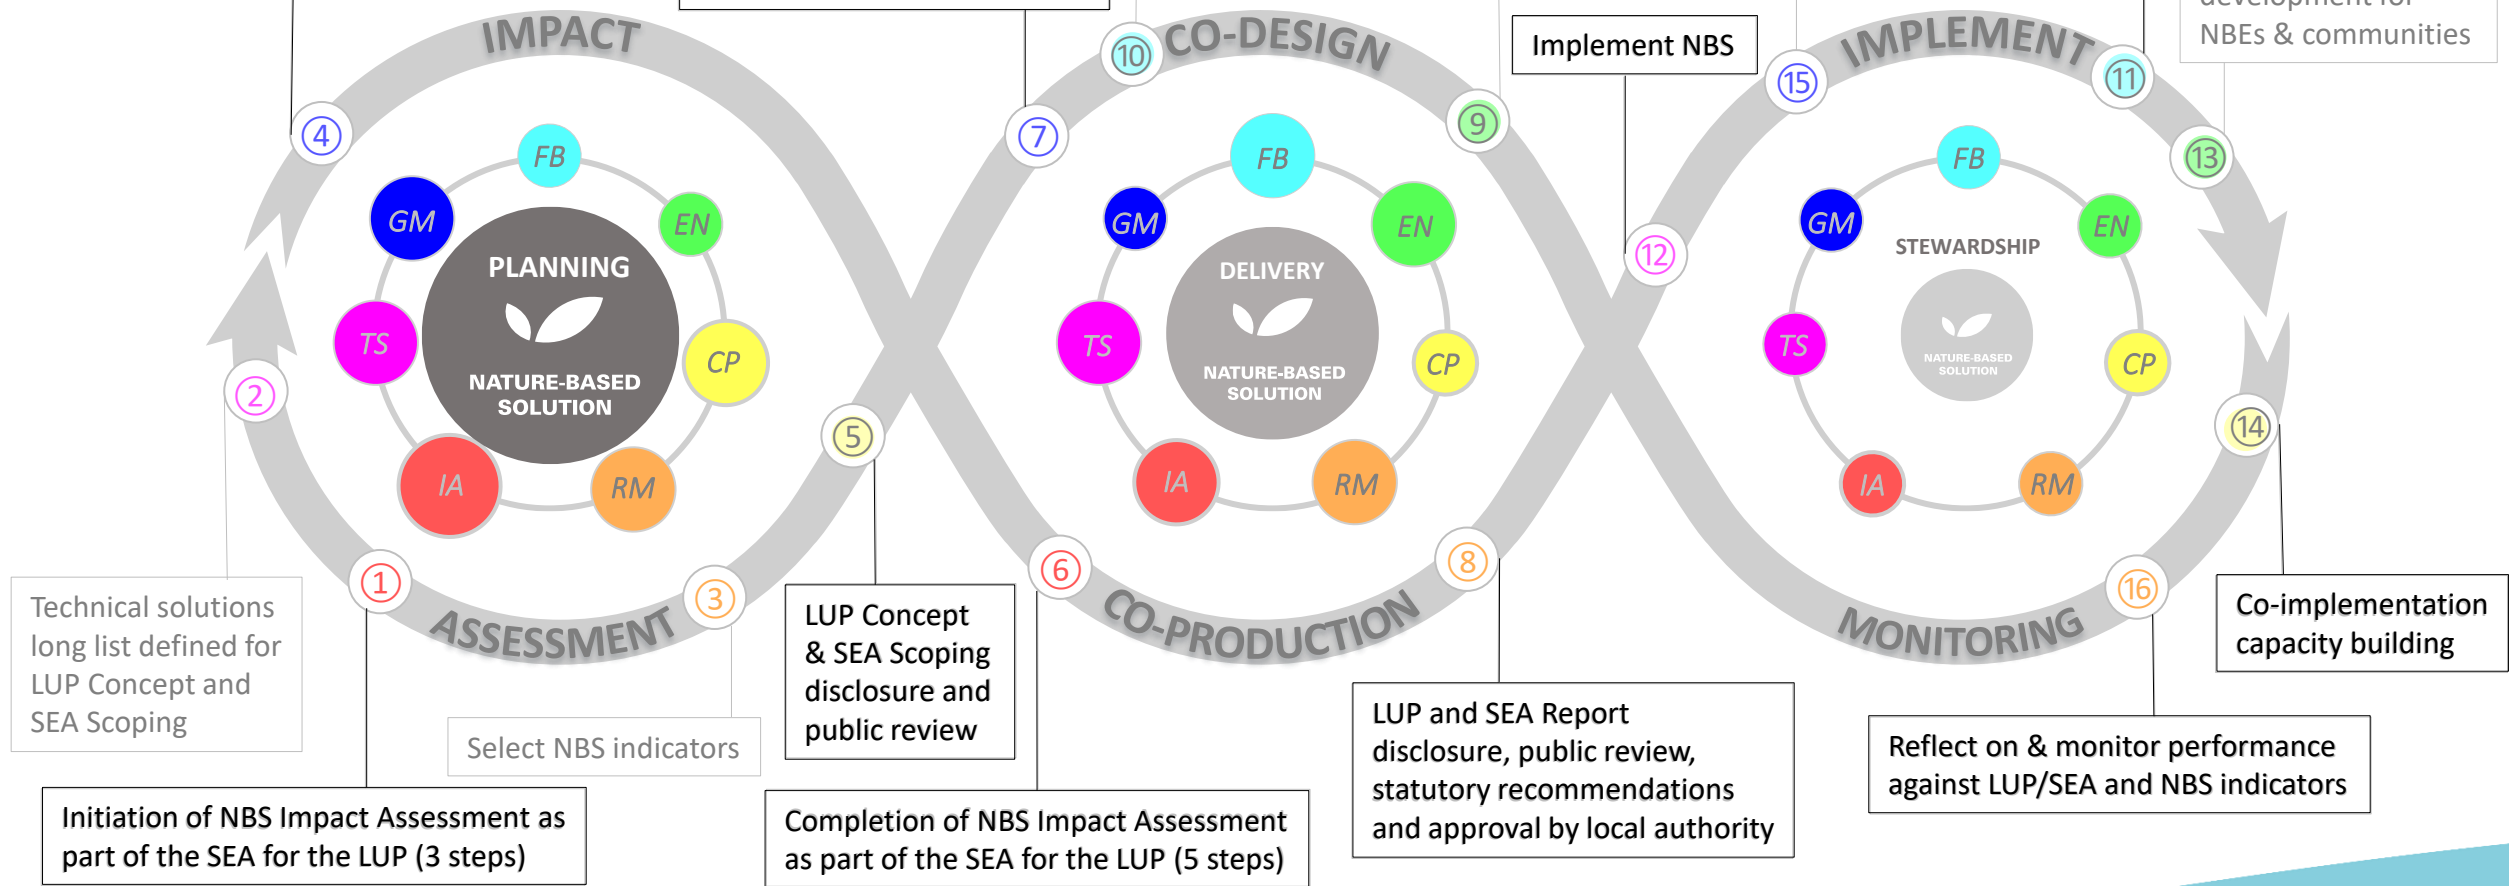 development for
NBEs & communities
IMPACT
CO-DESIGN
Implement NBS
IMPLEMENT
4
10
7
9
15
11
13
12
FB
GM
EN
TS
CP
IA
RM
PLANNING
NATURE-BASED
SOLUTION
FB
GM
EN
TS
CP
IA
RM
DELIVERY
NATURE-BASED
SOLUTION
FB
GM
EN
TS
CP
IA
RM
STEWARDSHIP
NATURE-BASED
SOLUTION
2
5
14
1
3
6
8
16
ASSESSMENT
CO-PRODUCTION
MONITORING
Technical solutions
long list defined for
LUP Concept and
SEA Scoping
Select NBS indicators
Initiation of NBS Impact Assessment as
part of the SEA for the LUP (3 steps)
LUP Concept
& SEA Scoping
disclosure and
public review
Completion of NBS Impact Assessment
as part of the SEA for the LUP (5 steps)
LUP and SEA Report
disclosure, public review,
statutory recommendations
and approval by local authority
Reflect on & monitor performance
against LUP/SEA and NBS indicators
Co-implementation
capacity building